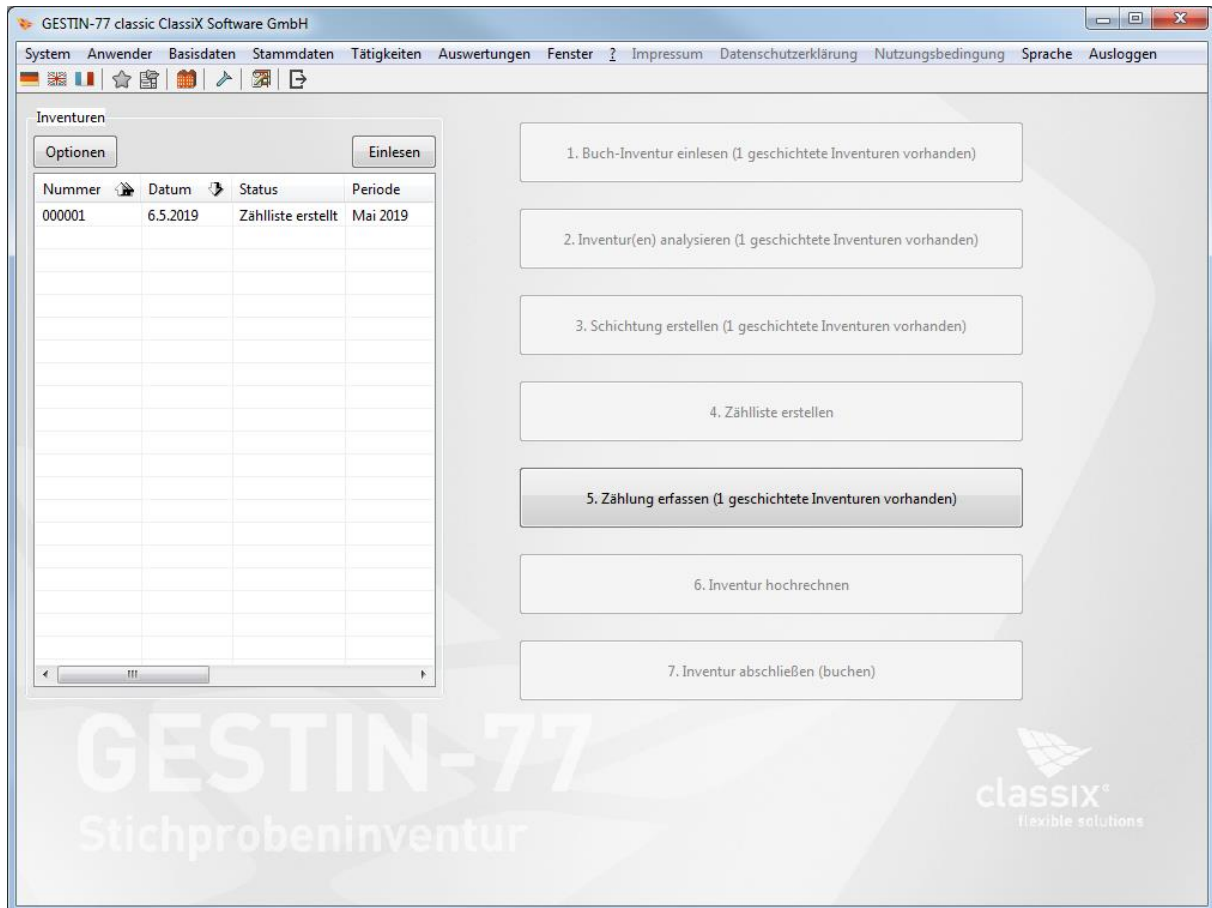 GESTIN-77 classic ClassiX Software GmbH
System Anwender Basisdaten Stammdaten Tätigkeiten Auswertungen Fenster ? Impressum Datenschutzerklärung Nutzungsbedingung Sprache Ausloggen
Inventuren
Optionen Einlesen
Nummer Datum Status Periode
000001 6.5.2019 Zählliste erstellt Mai 2019
1. Buch-Inventur einlesen (1 geschichtete Inventuren vorhanden)
2. Inventur(en) analysieren (1 geschichtete Inventuren vorhanden)
3. Schichtung erstellen (1 geschichtete Inventuren vorhanden)
4. Zählliste erstellen
5. Zählung erfassen (1 geschichtete Inventuren vorhanden)
6. Inventur hochrechnen
7. Inventur abschließen (buchen)
GESTIN-77
Stichprobeninventur
classix®
flexible solutions